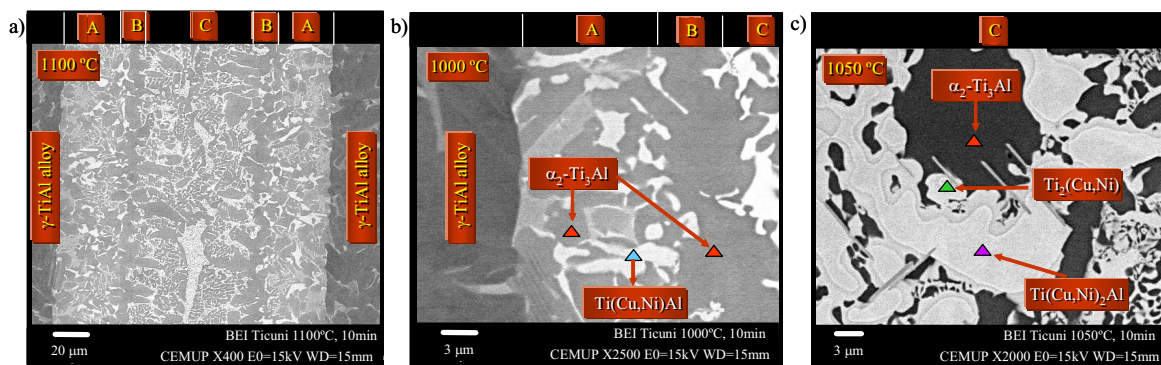 a)
A B C B A
1100 ºC
γ-TiAl alloy
γ-TiAl alloy
20 μm
BEI Ticuni 1100ºC, 10min
CEMUP X400 E0=15kV WD=15mm
b)
A B C
1000 ºC
γ-TiAl alloy
α₂-Ti₃Al
Ti(Cu,Ni)Al
3 μm
BEI Ticuni 1000ºC, 10min
CEMUP X2500 E0=15kV WD=15mm
c)
C
1050 ºC
α₂-Ti₃Al
Ti₂(Cu,Ni)
Ti(Cu,Ni)₂Al
3 μm
BEI Ticuni 1050ºC, 10min
CEMUP X2000 E0=15kV WD=15mm